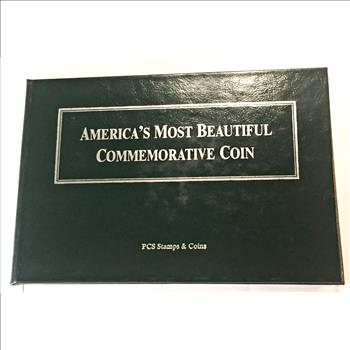 AMERICA'S MOST BEAUTIFUL
COMMEMORATIVE COIN
PCS Stamps & Coins